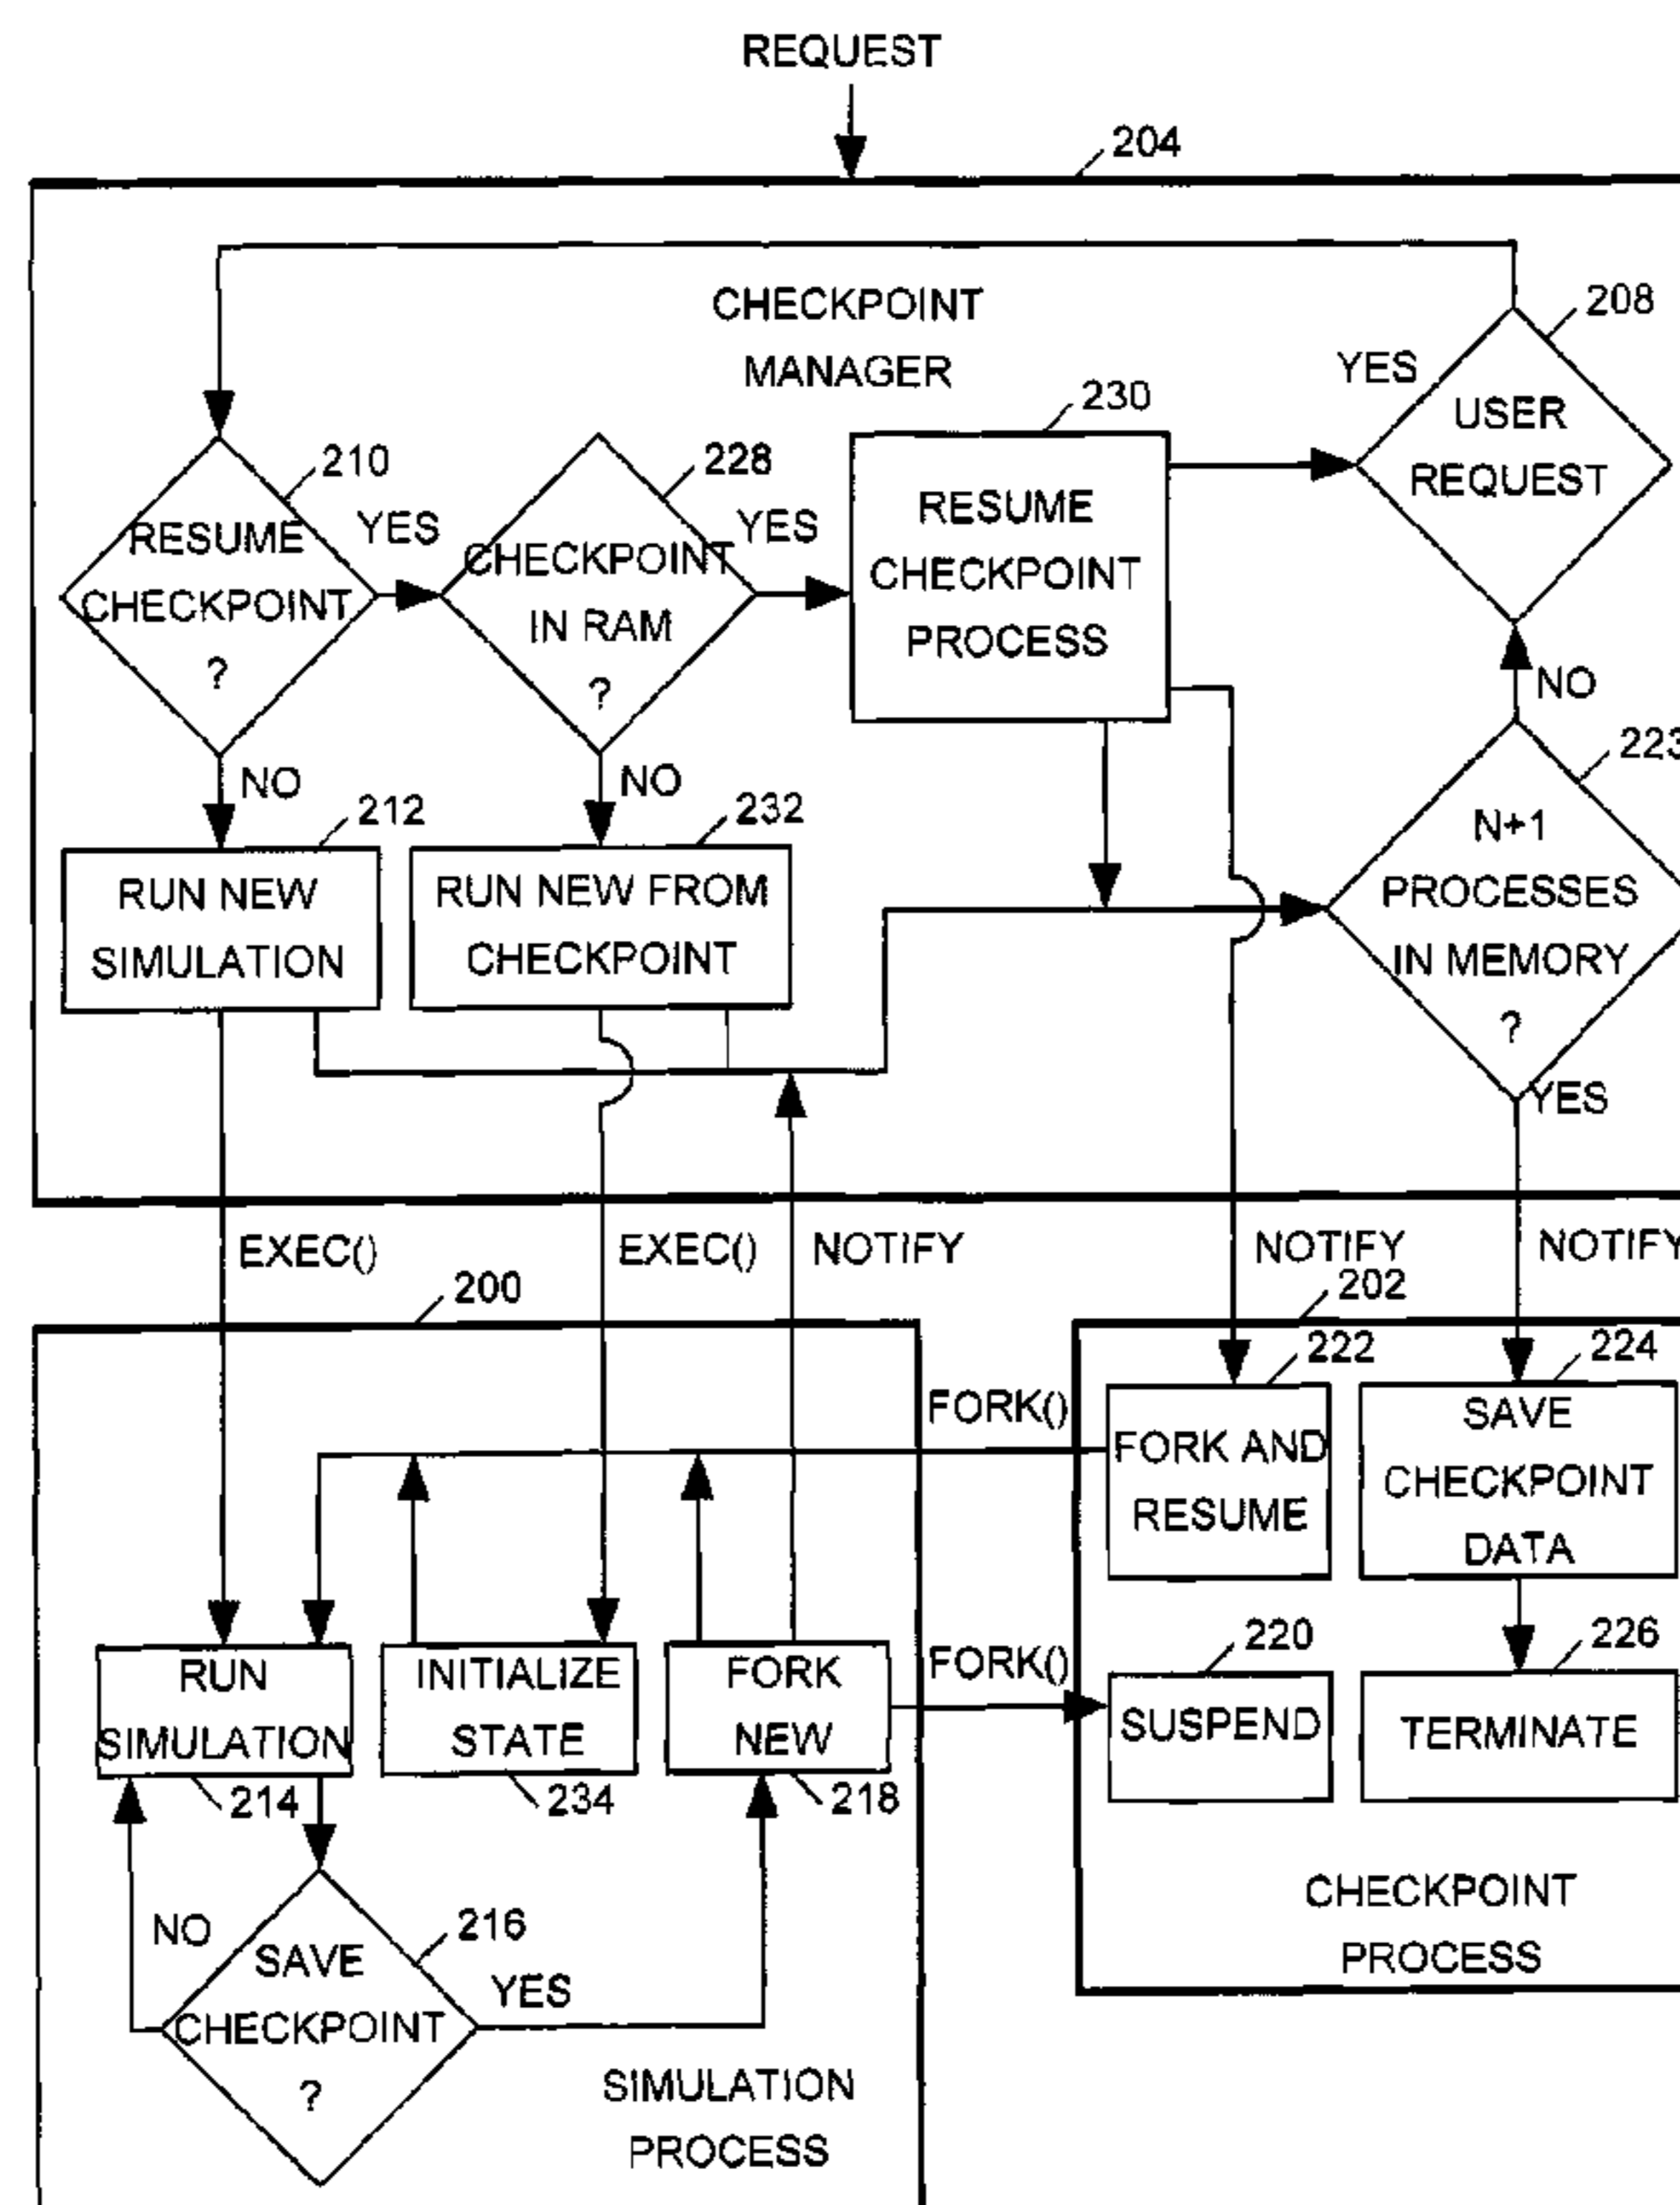 REQUEST
204
CHECKPOINT
MANAGER
208
YES
USER
REQUEST
230
RESUME
CHECKPOINT
PROCESS
210
YES
RESUME
CHECKPOINT
?
228
YES
CHECKPOINT
IN RAM
?
NO
223
N+1
PROCESSES
IN MEMORY
?
YES
NO
212
RUN NEW
SIMULATION
NO
232
RUN NEW FROM
CHECKPOINT
EXEC()
EXEC()
NOTIFY
NOTIFY
NOTIFY
200
202
222
224
FORK()
FORK AND
RESUME
SAVE
CHECKPOINT
DATA
RUN
SIMULATION
214
INITIALIZE
STATE
234
FORK
NEW
218
FORK()
220
SUSPEND
226
TERMINATE
NO
216
SAVE
CHECKPOINT
?
YES
SIMULATION
PROCESS
CHECKPOINT
PROCESS